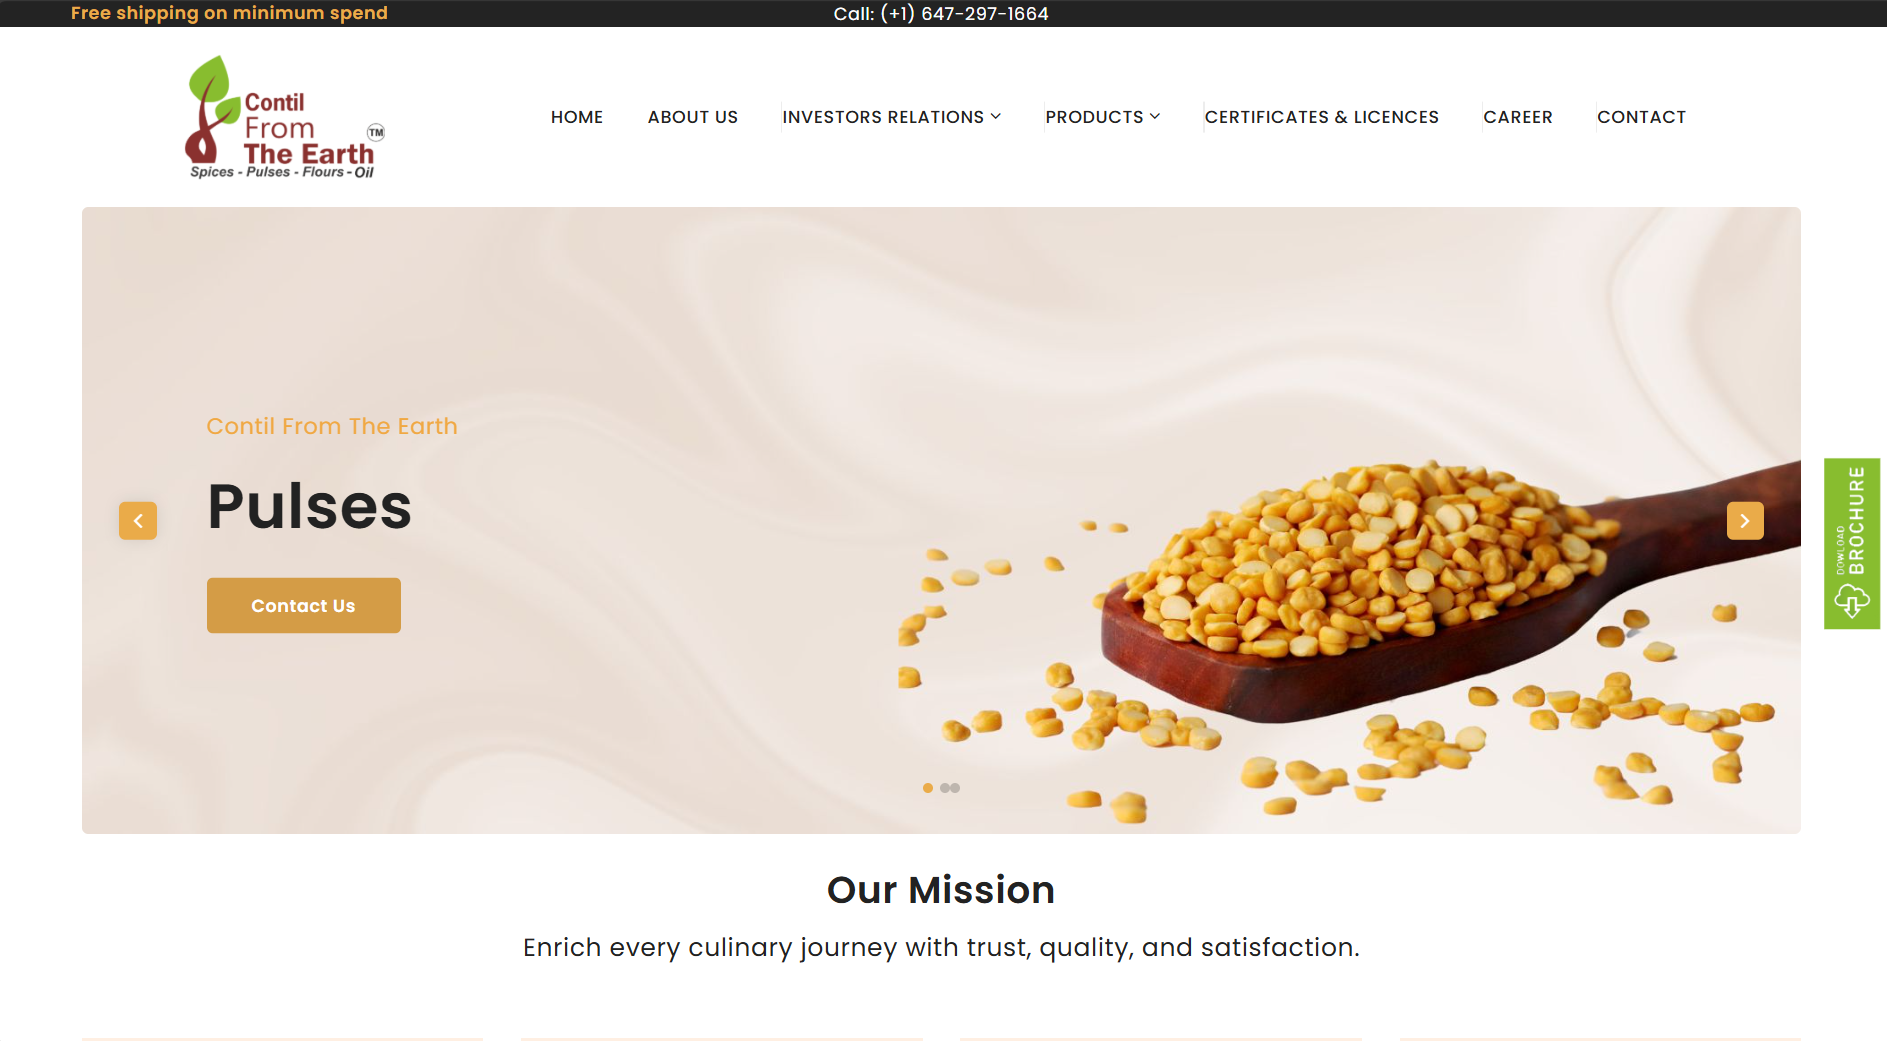 Free shipping on minimum spend
Call: (+1) 647-297-1664
Contil
From
The Earth
TM
Spices - Pulses - Flours - Oil
HOME
ABOUT US
INVESTORS RELATIONS
PRODUCTS
CERTIFICATES & LICENCES
CAREER
CONTACT
Contil From The Earth
Pulses
Contact Us
DOWLOAD
BROCHURE
Our Mission
Enrich every culinary journey with trust, quality, and satisfaction.